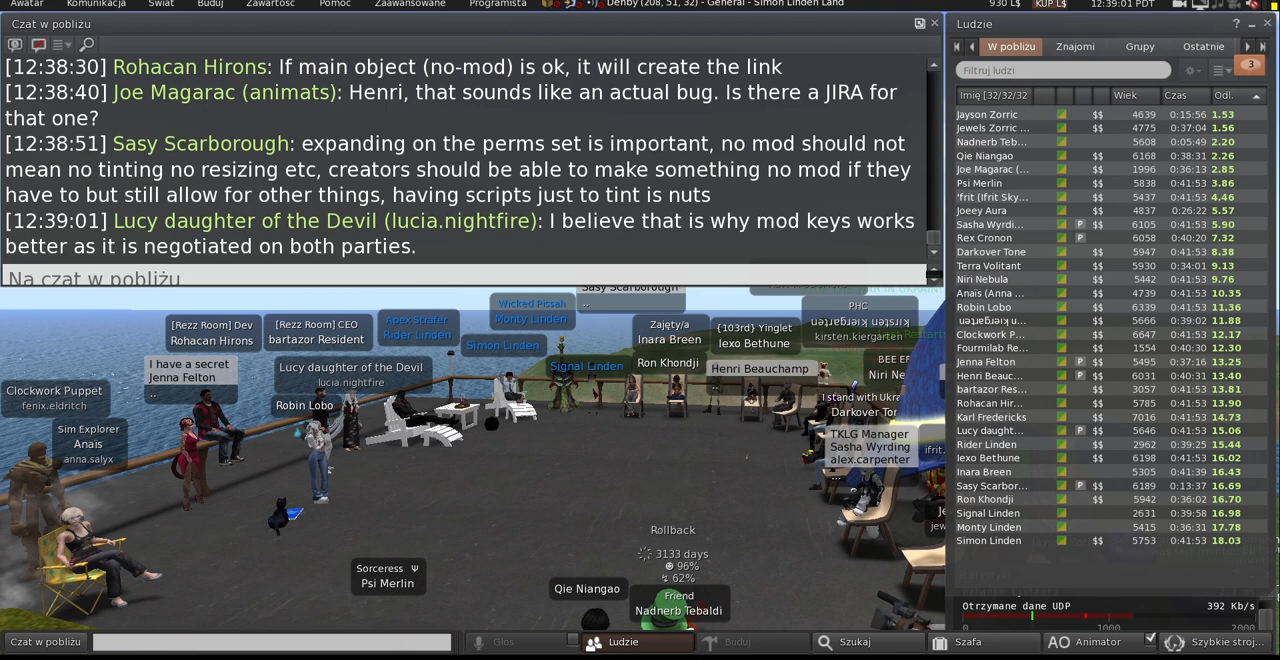 Awatar Komunikacja Świat Buduj Zawartość Pomoc Zaawansowane Programista Denby (208, 51, 32) - General - Simon Linden Land 930 L$ KUP L$ 12:39:01 PDT
Czat w pobliżu
[12:38:30] Rohacan Hirons: If main object (no-mod) is ok, it will create the link
[12:38:40] Joe Magarac (animats): Henri, that sounds like an actual bug. Is there a JIRA for
that one?
[12:38:51] Sasy Scarborough: expanding on the perms set is important, no mod should not
mean no tinting no resizing etc, creators should be able to make something no mod if they
have to but still allow for other things, having scripts just to tint is nuts
[12:39:01] Lucy daughter of the Devil (lucia.nightfire): I believe that is why mod keys works
better as it is negotiated on both parties.
Na czat w pobliżu
Sasy Scarborough
..
Wicked Pissah
Monty Linden
PHC
kirsten kiergarten
kirsten.kiergarten
[Rezz Room] Dev
Rohacan Hirons
[Rezz Room] CEO
bartazor Resident
Apex Strafer
Rider Linden
Simon Linden
Zajęty/a
Inara Breen
{103rd} Yinglet
Iexo Bethune
I have a secret
Jenna Felton
..
Lucy daughter of the Devil
lucia.nightfire
Signal Linden
Ron Khondji
Henri Beauchamp
..
BEE
Niri Ne
Clockwork Puppet
fenix.eldritch
Robin Lobo
I stand with Ukra
Darkover Tor
Sim Explorer
Anais
anna.salyx
TKLG Manager
Sasha Wyrding
alex.carpenter
ifrit.
Je
jew
Rollback
3133 days
96%
62%
Sorceress Ψ
Psi Merlin
Qie Niangao
Friend
Nadnerb Tebaldi
Ludzie
? _ ×
W pobliżu Znajomi Grupy Ostatnie
Filtruj ludzi
3
Imię [32/32/32 Wiek Czas Odl.
Jayson Zorric $$ 4639 0:15:56 1.53
Jewels Zorric ... $$ 4775 0:37:04 1.56
Nadnerb Teb... 5608 0:05:49 2.20
Qie Niangao $$ 6168 0:38:31 2.26
Joe Magarac (... $$ 1996 0:36:13 2.85
Psi Merlin $$ 5838 0:41:53 3.86
'frit (Ifrit Sky... $$ 5437 0:41:53 4.46
Joeey Aura $$ 4837 0:26:22 5.57
Sasha Wyrdi... P $$ 6105 0:41:53 5.90
Rex Cronon P 6058 0:40:20 7.32
Darkover Tone $$ 5947 0:41:53 8.38
Terra Volitant $$ 5930 0:34:01 9.13
Niri Nebula $$ 5442 0:41:53 9.76
Anaïs (Anna ... $$ 4739 0:41:53 10.35
Robin Lobo $$ 6339 0:41:53 11.36
$$ 5666 0:39:02 11.88
Clockwork P... $$ 6647 0:41:53 12.17
Fourmilab Re... $$ 1554 0:40:30 12.30
Jenna Felton P $$ 5495 0:37:16 13.25
Henri Beauc... P $$ 6031 0:40:31 13.40
bartazor Res... $$ 3057 0:41:53 13.81
Rohacan Hir... $$ 5785 0:41:53 13.90
Karl Fredericks $$ 7016 0:41:53 14.73
Lucy daught... P $$ 5646 0:41:53 15.06
Rider Linden $$ 2962 0:39:25 15.44
Iexo Bethune $$ 6198 0:41:53 16.02
Inara Breen 5305 0:41:39 16.43
Sasy Scarbor... P $$ 6189 0:13:37 16.69
Ron Khondji $$ 5942 0:36:02 16.70
Signal Linden 2631 0:39:58 16.98
Monty Linden 5415 0:36:31 17.78
Simon Linden $$ 5753 0:41:53 18.03
Otrzymane dane UDP 392 Kb/s
0 1000 2000
Czat w pobliżu Głos Ludzie Buduj Szukaj Szafa AO Animator Szybkie stroj...